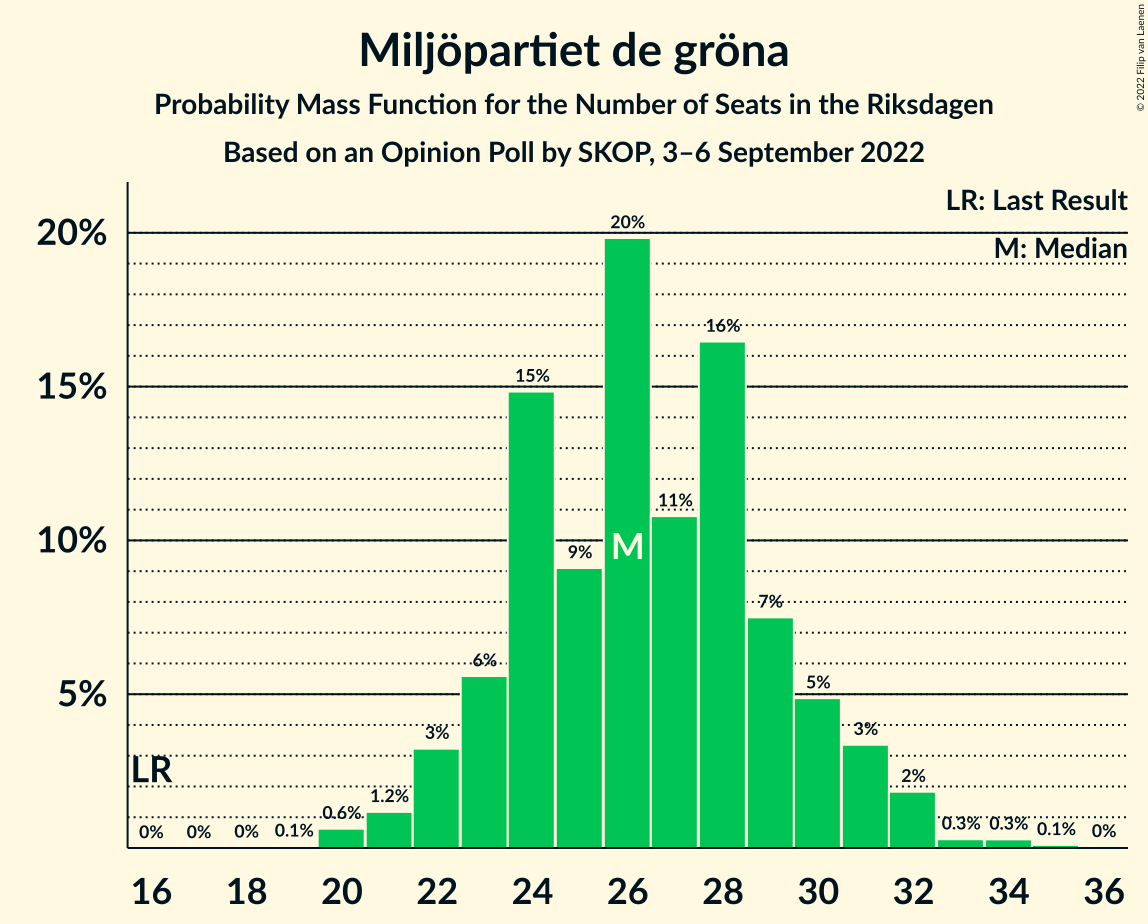 Miljöpartiet de gröna
Probability Mass Function for the Number of Seats in the Riksdagen
Based on an Opinion Poll by SKOP, 3–6 September 2022
© 2022 Filip van Laenen
LR: Last Result
M: Median
20%
15%
10%
5%
LR
M
0%
0%
0%
0.1%
0.6%
1.2%
3%
6%
15%
9%
20%
11%
16%
7%
5%
3%
2%
0.3%
0.3%
0.1%
0%
16 18 20 22 24 26 28 30 32 34 36